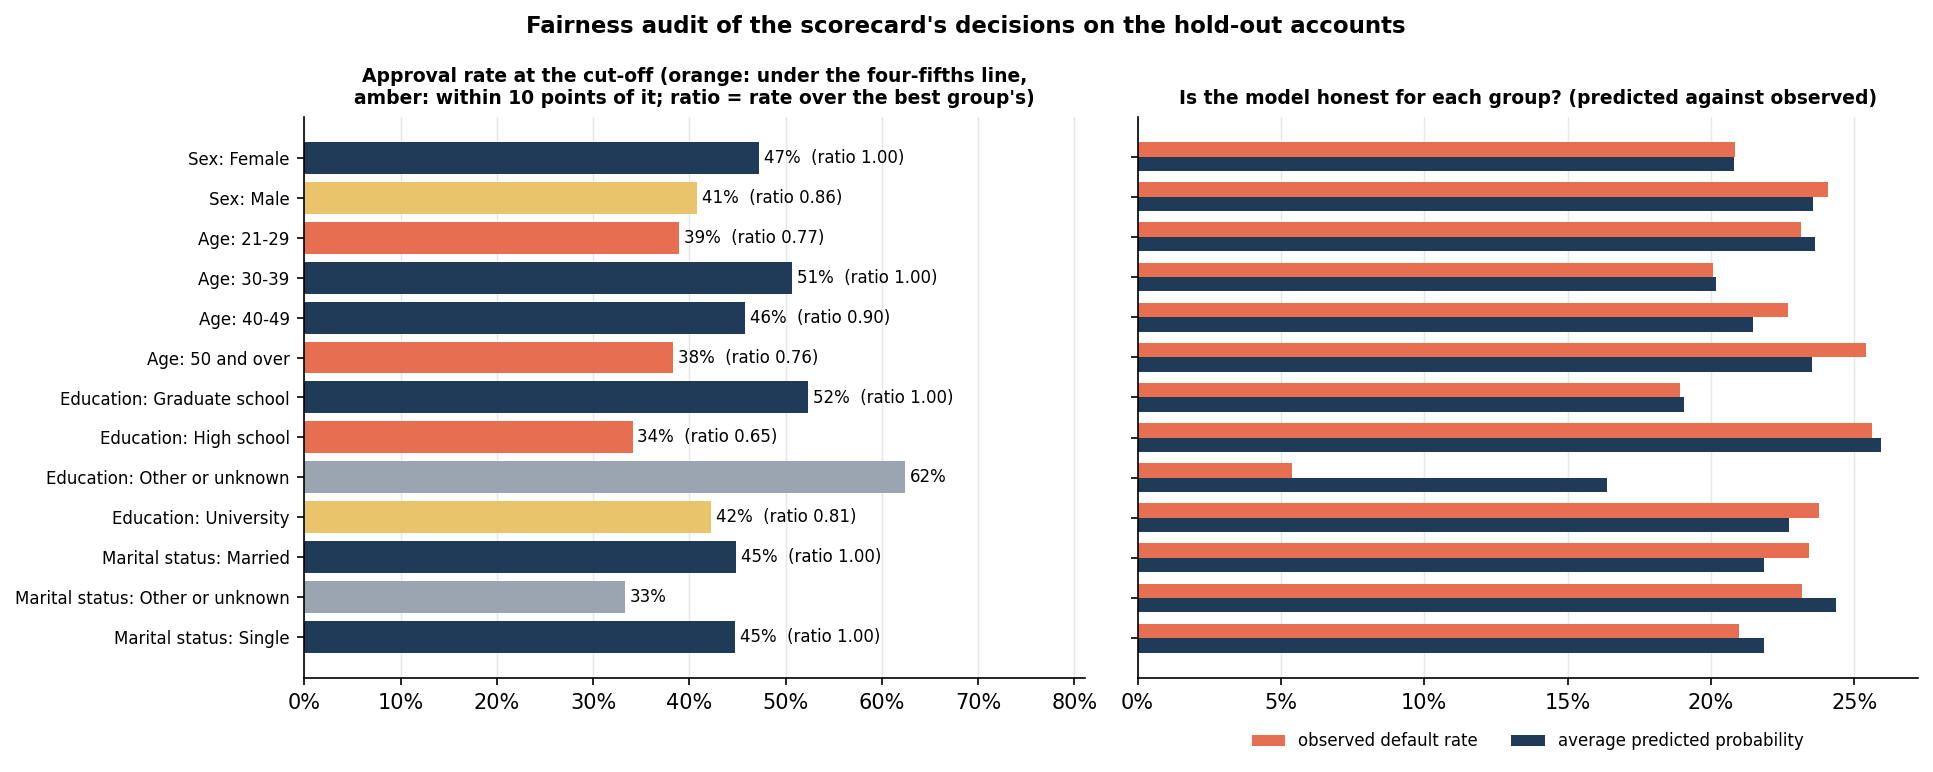 Fairness audit of the scorecard's decisions on the hold-out accounts
Approval rate at the cut-off (orange: under the four-fifths line,
amber: within 10 points of it; ratio = rate over the best group's)
Sex: Female
47%  (ratio 1.00)
Sex: Male
41%  (ratio 0.86)
Age: 21-29
39%  (ratio 0.77)
Age: 30-39
51%  (ratio 1.00)
Age: 40-49
46%  (ratio 0.90)
Age: 50 and over
38%  (ratio 0.76)
Education: Graduate school
52%  (ratio 1.00)
Education: High school
34%  (ratio 0.65)
Education: Other or unknown
62%
Education: University
42%  (ratio 0.81)
Marital status: Married
45%  (ratio 1.00)
Marital status: Other or unknown
33%
Marital status: Single
45%  (ratio 1.00)
0% 10% 20% 30% 40% 50% 60% 70% 80%
Is the model honest for each group? (predicted against observed)
0% 5% 10% 15% 20% 25%
observed default rate
average predicted probability